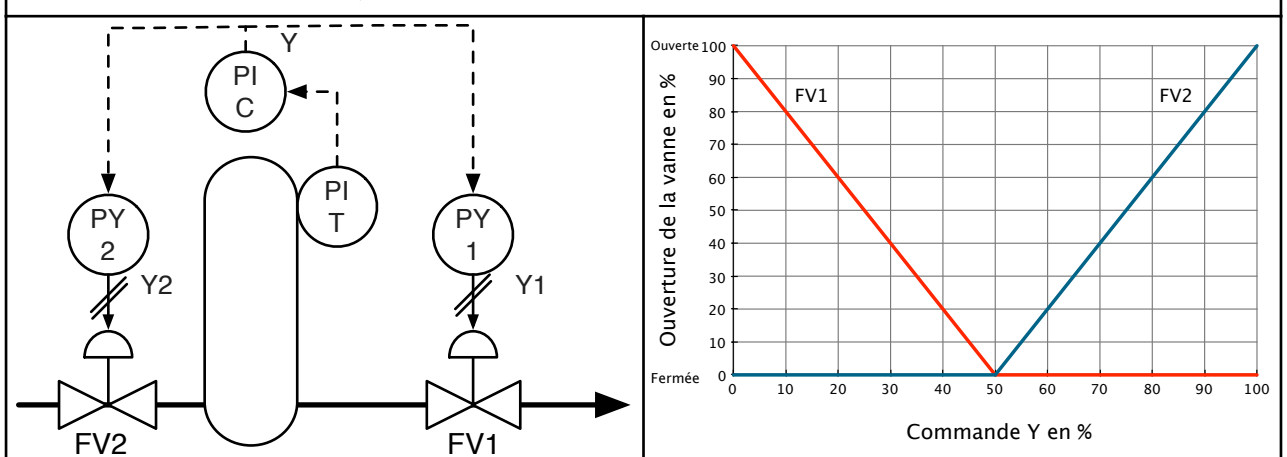 Y
PI
C
PI
T
PY
2
PY
1
Y2
Y1
FV2
FV1
Ouverture de la vanne en %
Ouverte 100
90
80
70
60
50
40
30
20
10
Fermée 0
FV1
FV2
0 10 20 30 40 50 60 70 80 90 100
Commande Y en %